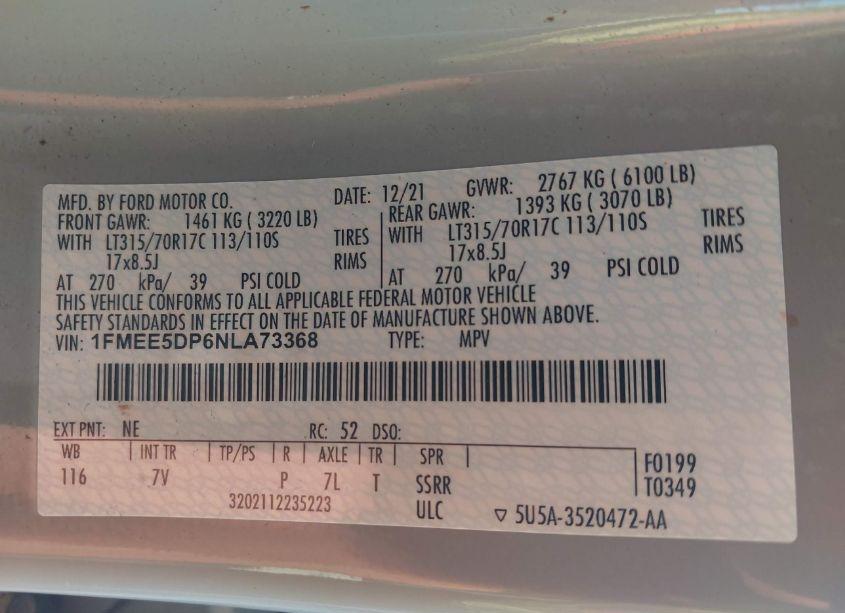 MFD. BY FORD MOTOR CO. DATE: 12/21 GVWR: 2767 KG ( 6100 LB)
FRONT GAWR: 1461 KG ( 3220 LB) REAR GAWR: 1393 KG ( 3070 LB)
WITH LT315/70R17C 113/110S TIRES WITH LT315/70R17C 113/110S TIRES
17x8.5J RIMS 17x8.5J RIMS
AT 270 kPa/ 39 PSI COLD AT 270 kPa/ 39 PSI COLD
THIS VEHICLE CONFORMS TO ALL APPLICABLE FEDERAL MOTOR VEHICLE
SAFETY STANDARDS IN EFFECT ON THE DATE OF MANUFACTURE SHOWN ABOVE.
VIN: 1FMEE5DP6NLA73368 TYPE: MPV
EXT PNT: NE RC: 52 DSO:
WB INT TR TP/PS R AXLE TR SPR F0199
116 7V P 7L T SSRR T0349
3202112235223 ULC ▽ 5U5A-3520472-AA